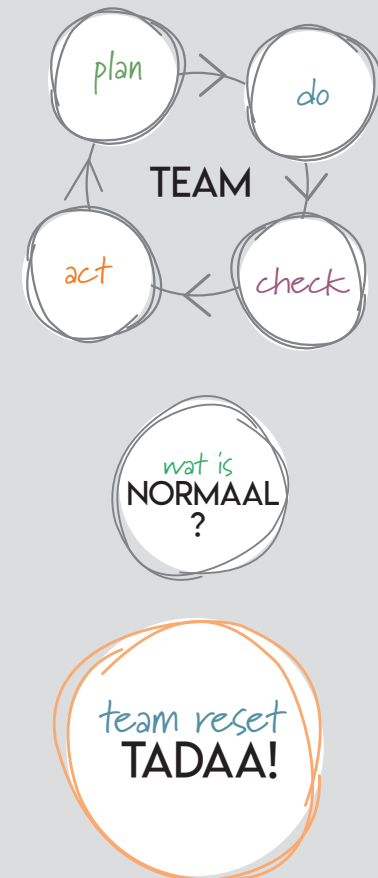 plan
do
TEAM
act
check
wat is
NORMAAL
?
team reset
TADAA!